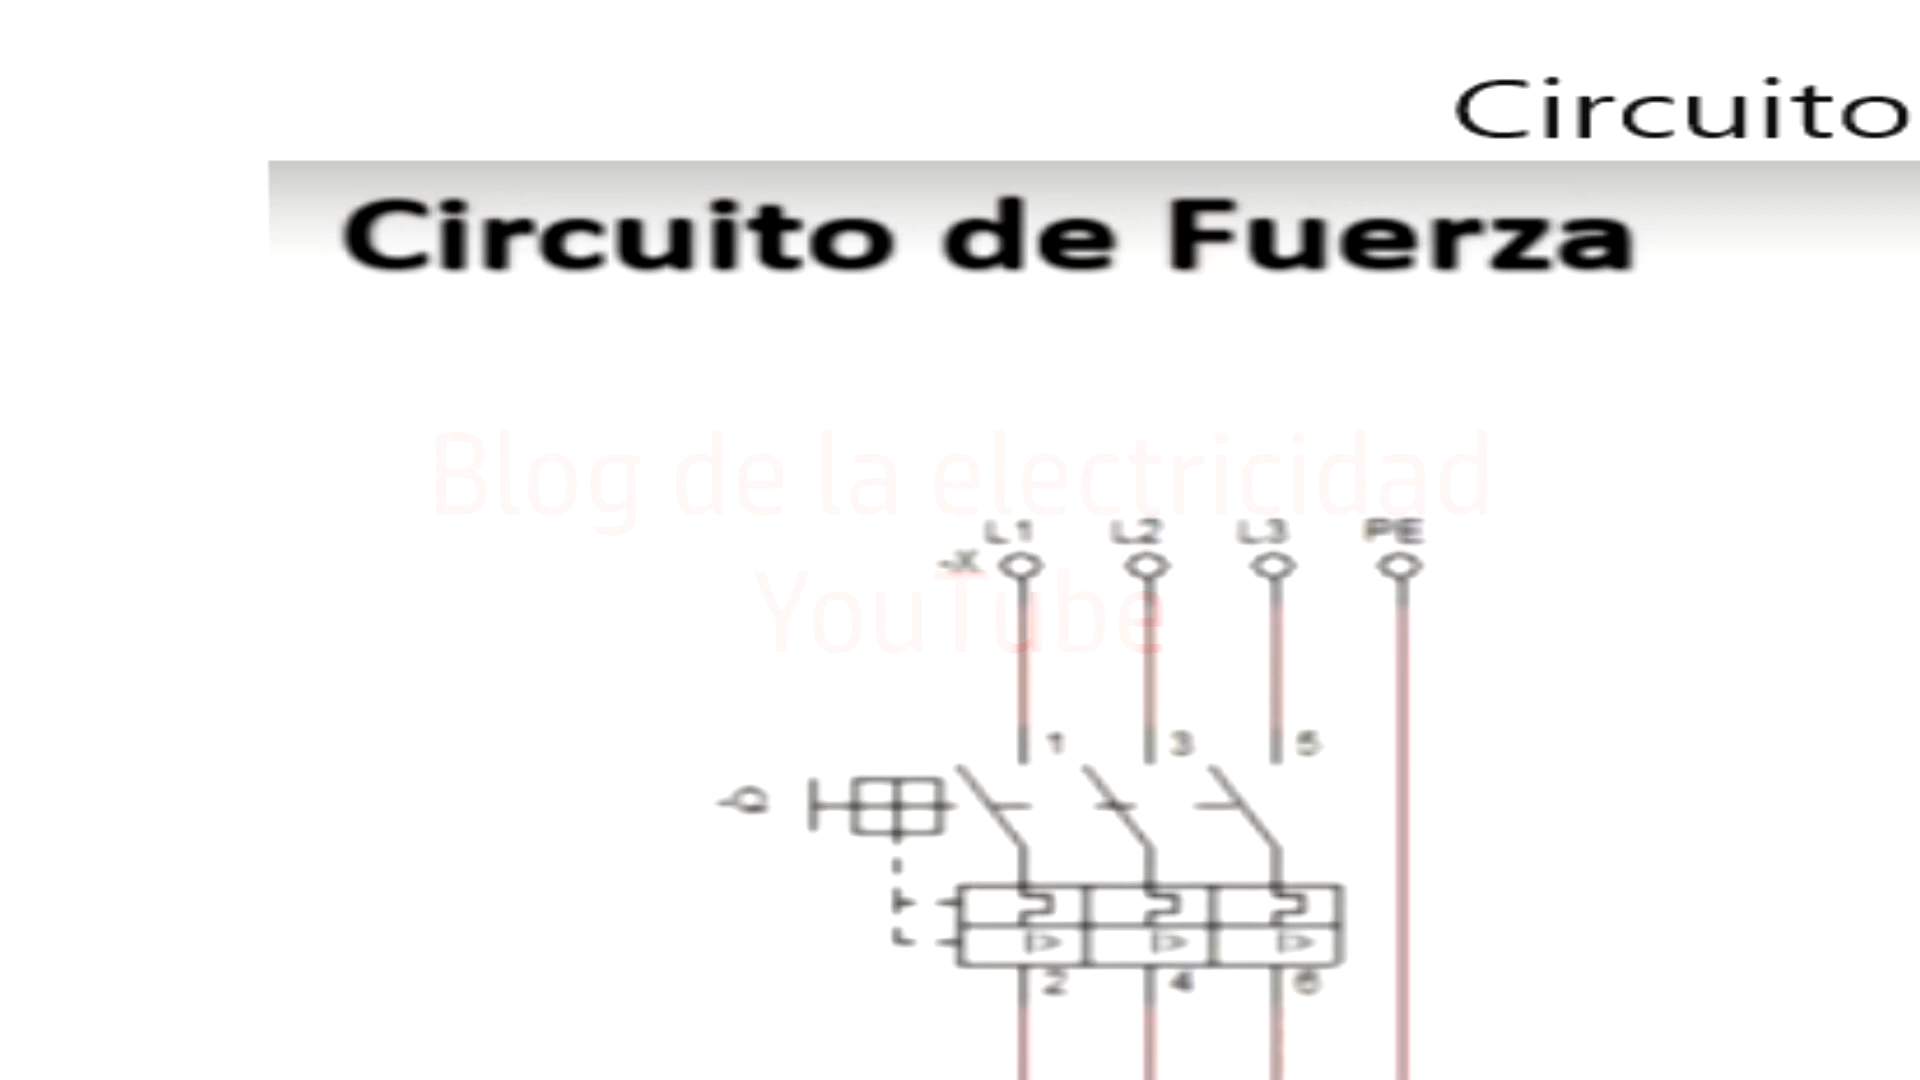 Circuito
Circuito de Fuerza
Blog de la electricidad
YouTube
L1 L2 L3 PE
-X
1 3 5
-Q
2 4 6